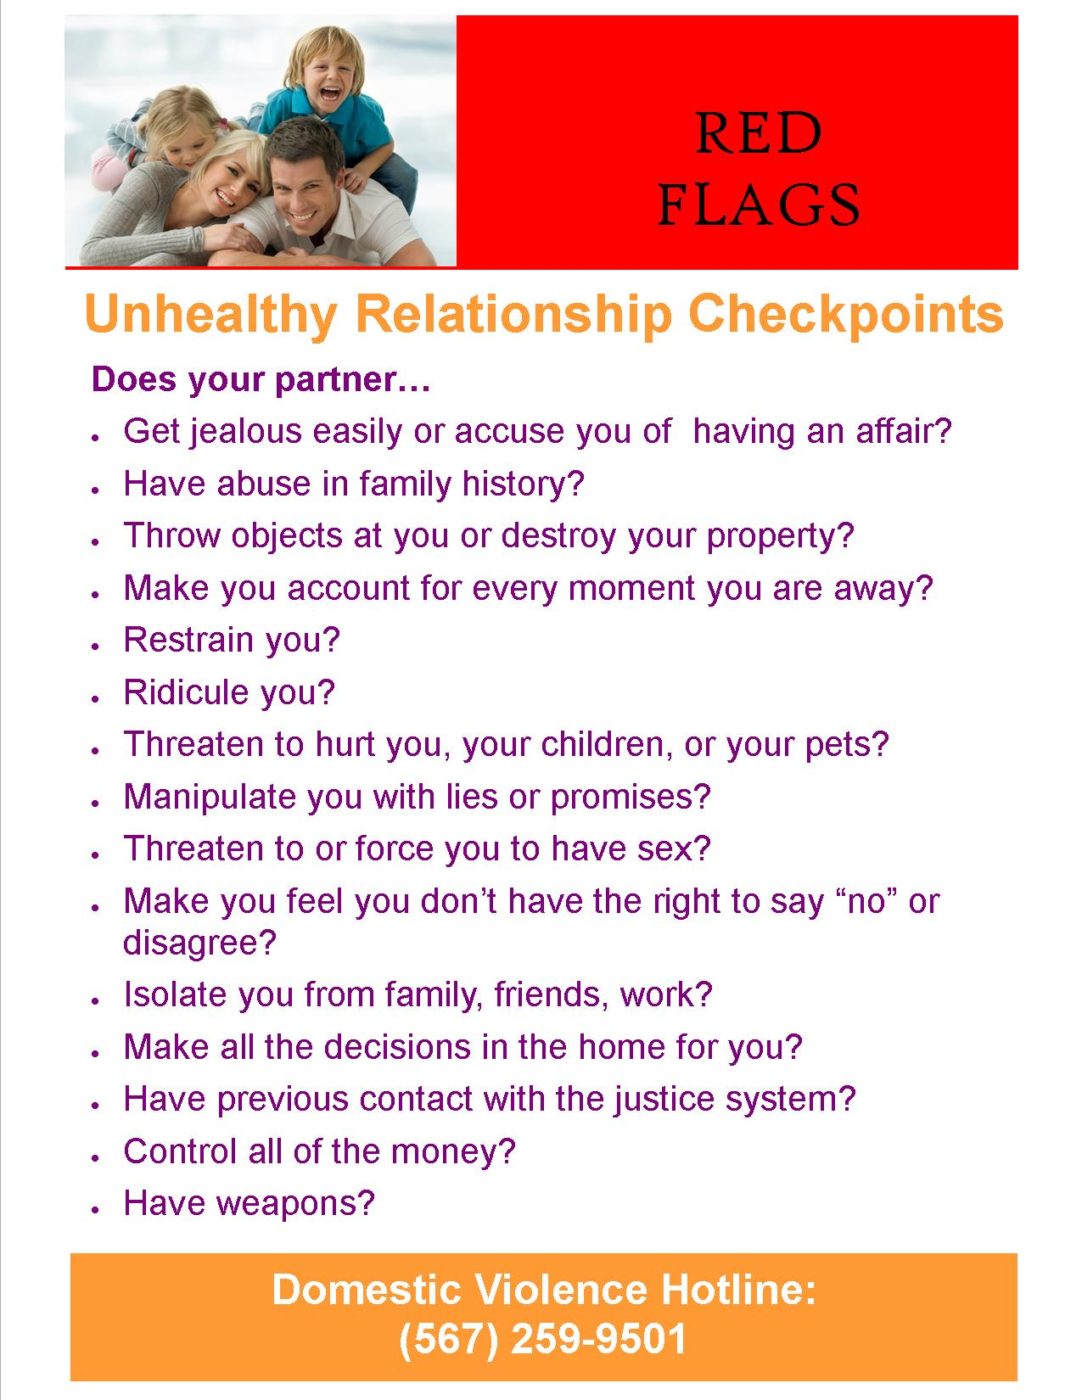 RED
FLAGS
Unhealthy Relationship Checkpoints
Does your partner…
• Get jealous easily or accuse you of  having an affair?
• Have abuse in family history?
• Throw objects at you or destroy your property?
• Make you account for every moment you are away?
• Restrain you?
• Ridicule you?
• Threaten to hurt you, your children, or your pets?
• Manipulate you with lies or promises?
• Threaten to or force you to have sex?
• Make you feel you don’t have the right to say “no” or
disagree?
• Isolate you from family, friends, work?
• Make all the decisions in the home for you?
• Have previous contact with the justice system?
• Control all of the money?
• Have weapons?
Domestic Violence Hotline:
(567) 259-9501